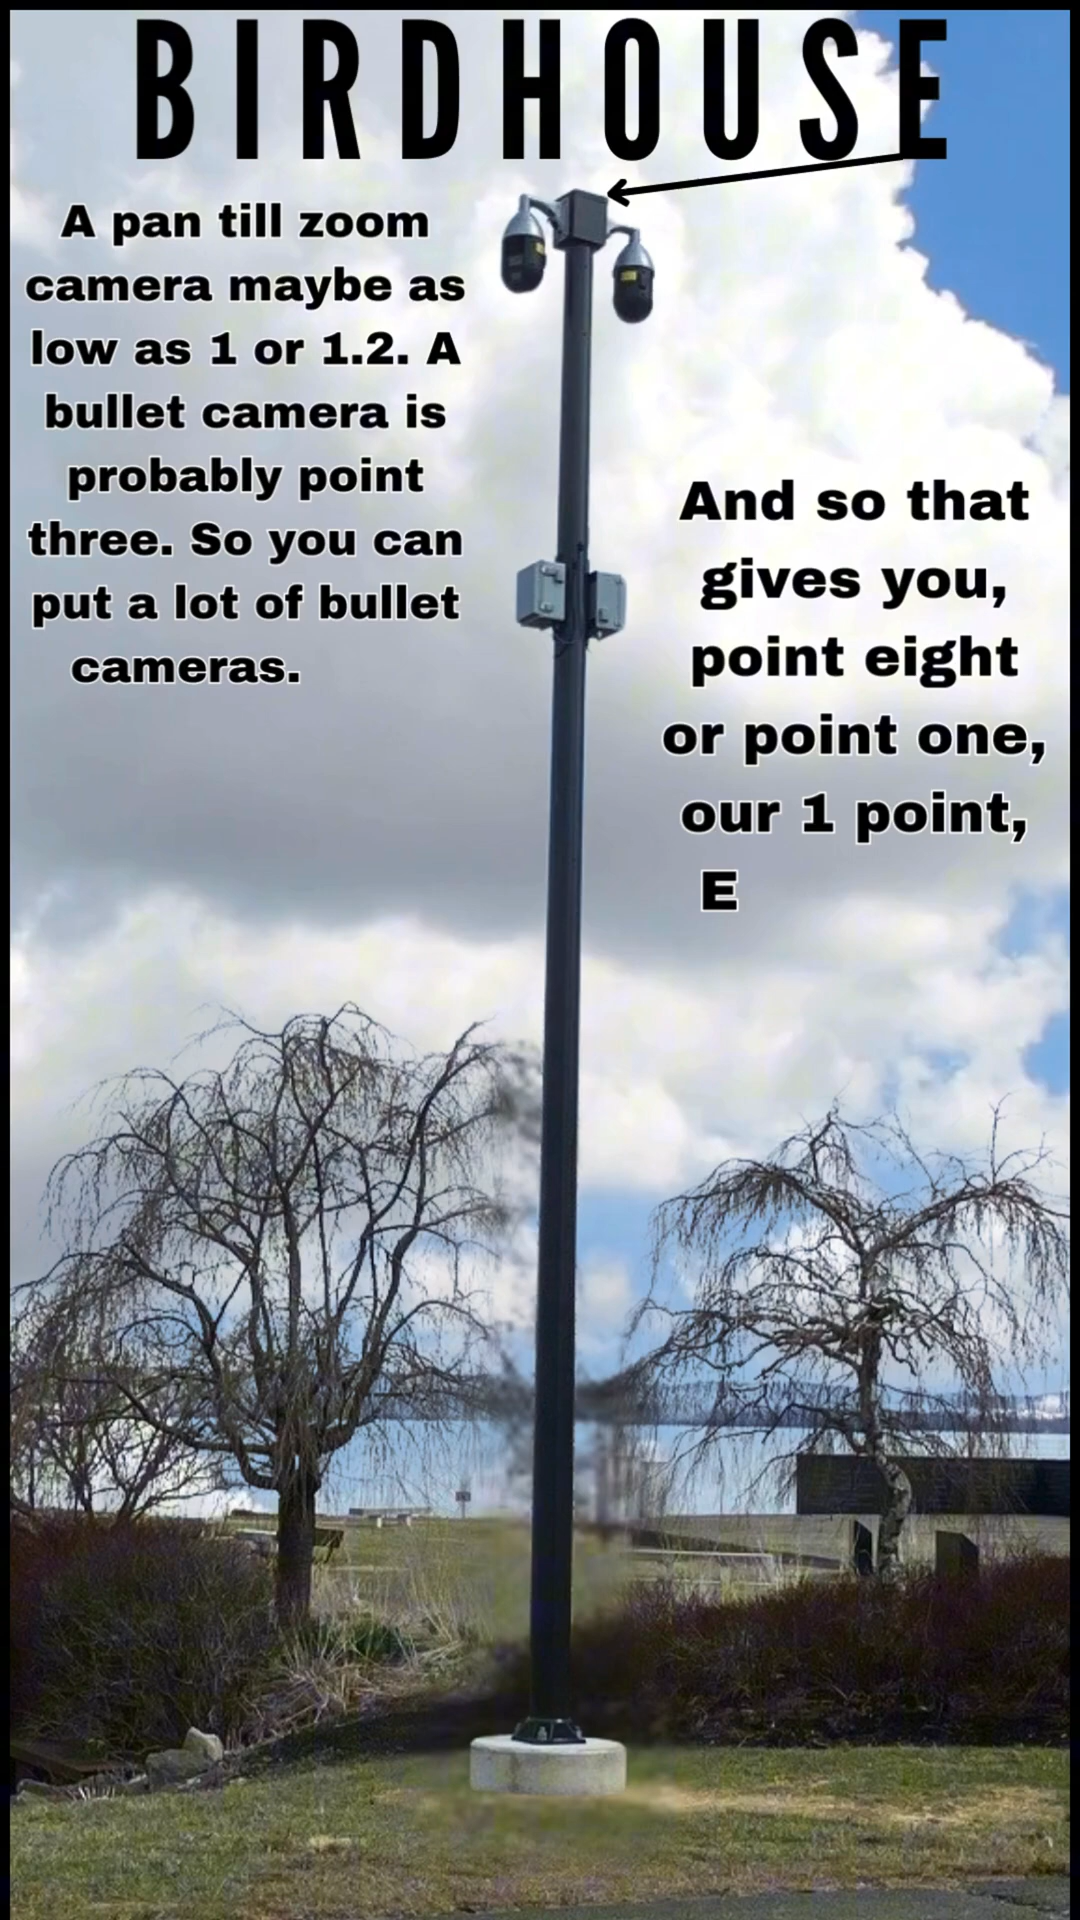 BIRDHOUSE
A pan till zoom
camera maybe as
low as 1 or 1.2. A
bullet camera is
probably point
three. So you can
put a lot of bullet
cameras.
And so that
gives you,
point eight
or point one,
our 1 point,
E